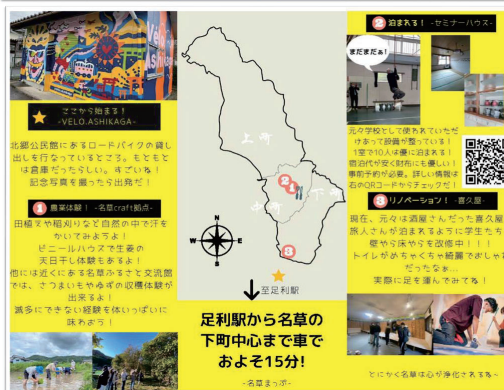 Velo
Ashikaga
ここから始まる！
-VELO.ASHIKAGA-
北郷公民館にあるロードバイクの貸し
出しを行なっているところ。もともと
は倉庫だったらしい。すごいね！
記念写真を撮ったら出発だ！
1 農業体験！ -名草craft拠点-
田植えや稲刈りなど自然の中で汗を
かいてみよう！
ビニールハウスで生姜の
天日干し体験もあるよ！
他には近くにある名草ふるさと交流館
では、さつまいもやゆずの収穫体験が
出来るよ！
滅多にできない経験を体いっぱいに
味わおう！
上町
中町
下町
2
1
3
N
W
E
S
至足利駅
足利駅から名草の
下町中心まで車で
およそ15分！
-名草まっぷ-
2 泊まれる！ -セミナーハウス-
まだまだぁ！
元々学校として使われていただ
けあって設備が整っている！
1室で10人は優に泊まれる！
宿泊代が安く財布にも優しい！
事前予約が必要。詳しい情報は
右のQRコードからチェックだ！
3 リノベーション！ -喜久屋-
現在、元々は酒屋さんだった喜久屋を
旅人さんが泊まれるように学生たちが
壁やら床やらを改修中！！！
トイレがめちゃくちゃ綺麗でおしゃれ
だったなぁ…
実際に足を運んでみてね！
とにかく名草は心が浄化されるね～